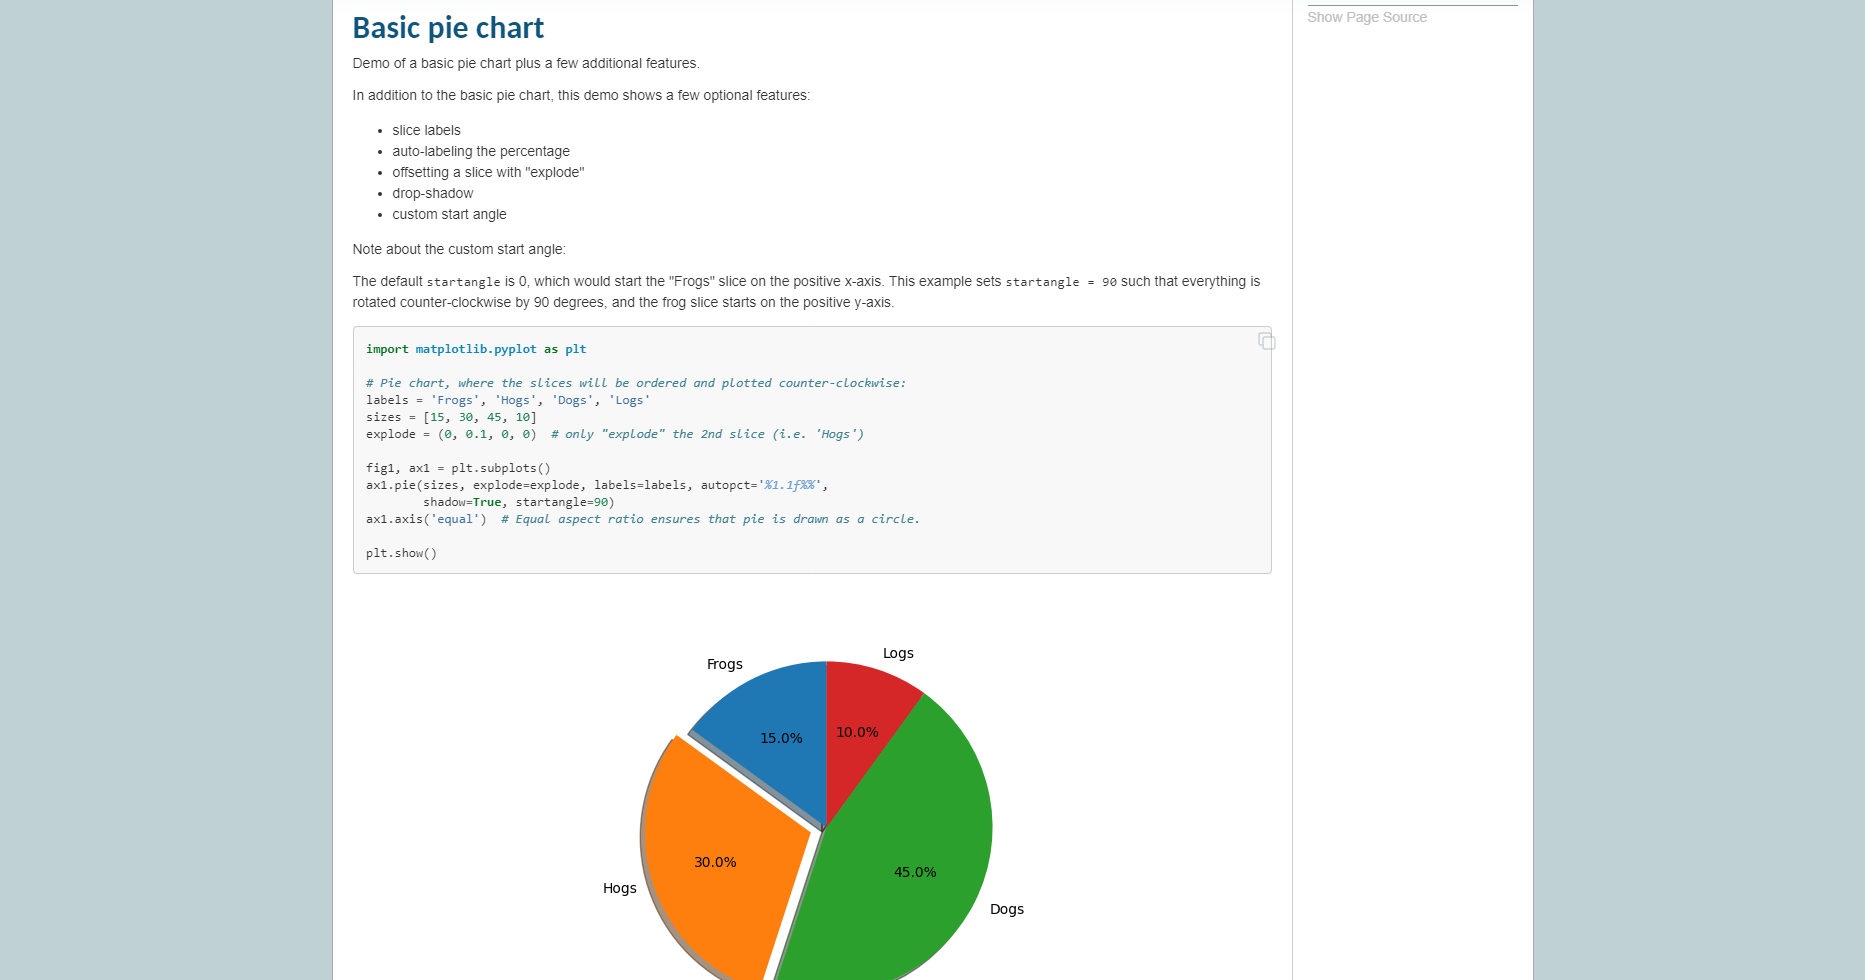 Basic pie chart
Show Page Source
Demo of a basic pie chart plus a few additional features.
In addition to the basic pie chart, this demo shows a few optional features:
• slice labels
• auto-labeling the percentage
• offsetting a slice with "explode"
• drop-shadow
• custom start angle
Note about the custom start angle:
The default startangle is 0, which would start the "Frogs" slice on the positive x-axis. This example sets startangle = 90 such that everything is
rotated counter-clockwise by 90 degrees, and the frog slice starts on the positive y-axis.
import matplotlib.pyplot as plt
# Pie chart, where the slices will be ordered and plotted counter-clockwise:
labels = 'Frogs', 'Hogs', 'Dogs', 'Logs'
sizes = [15, 30, 45, 10]
explode = (0, 0.1, 0, 0)  # only "explode" the 2nd slice (i.e. 'Hogs')
fig1, ax1 = plt.subplots()
ax1.pie(sizes, explode=explode, labels=labels, autopct='%1.1f%%',
        shadow=True, startangle=90)
ax1.axis('equal')  # Equal aspect ratio ensures that pie is drawn as a circle.
plt.show()
Logs
Frogs
10.0%
15.0%
30.0%
45.0%
Hogs
Dogs